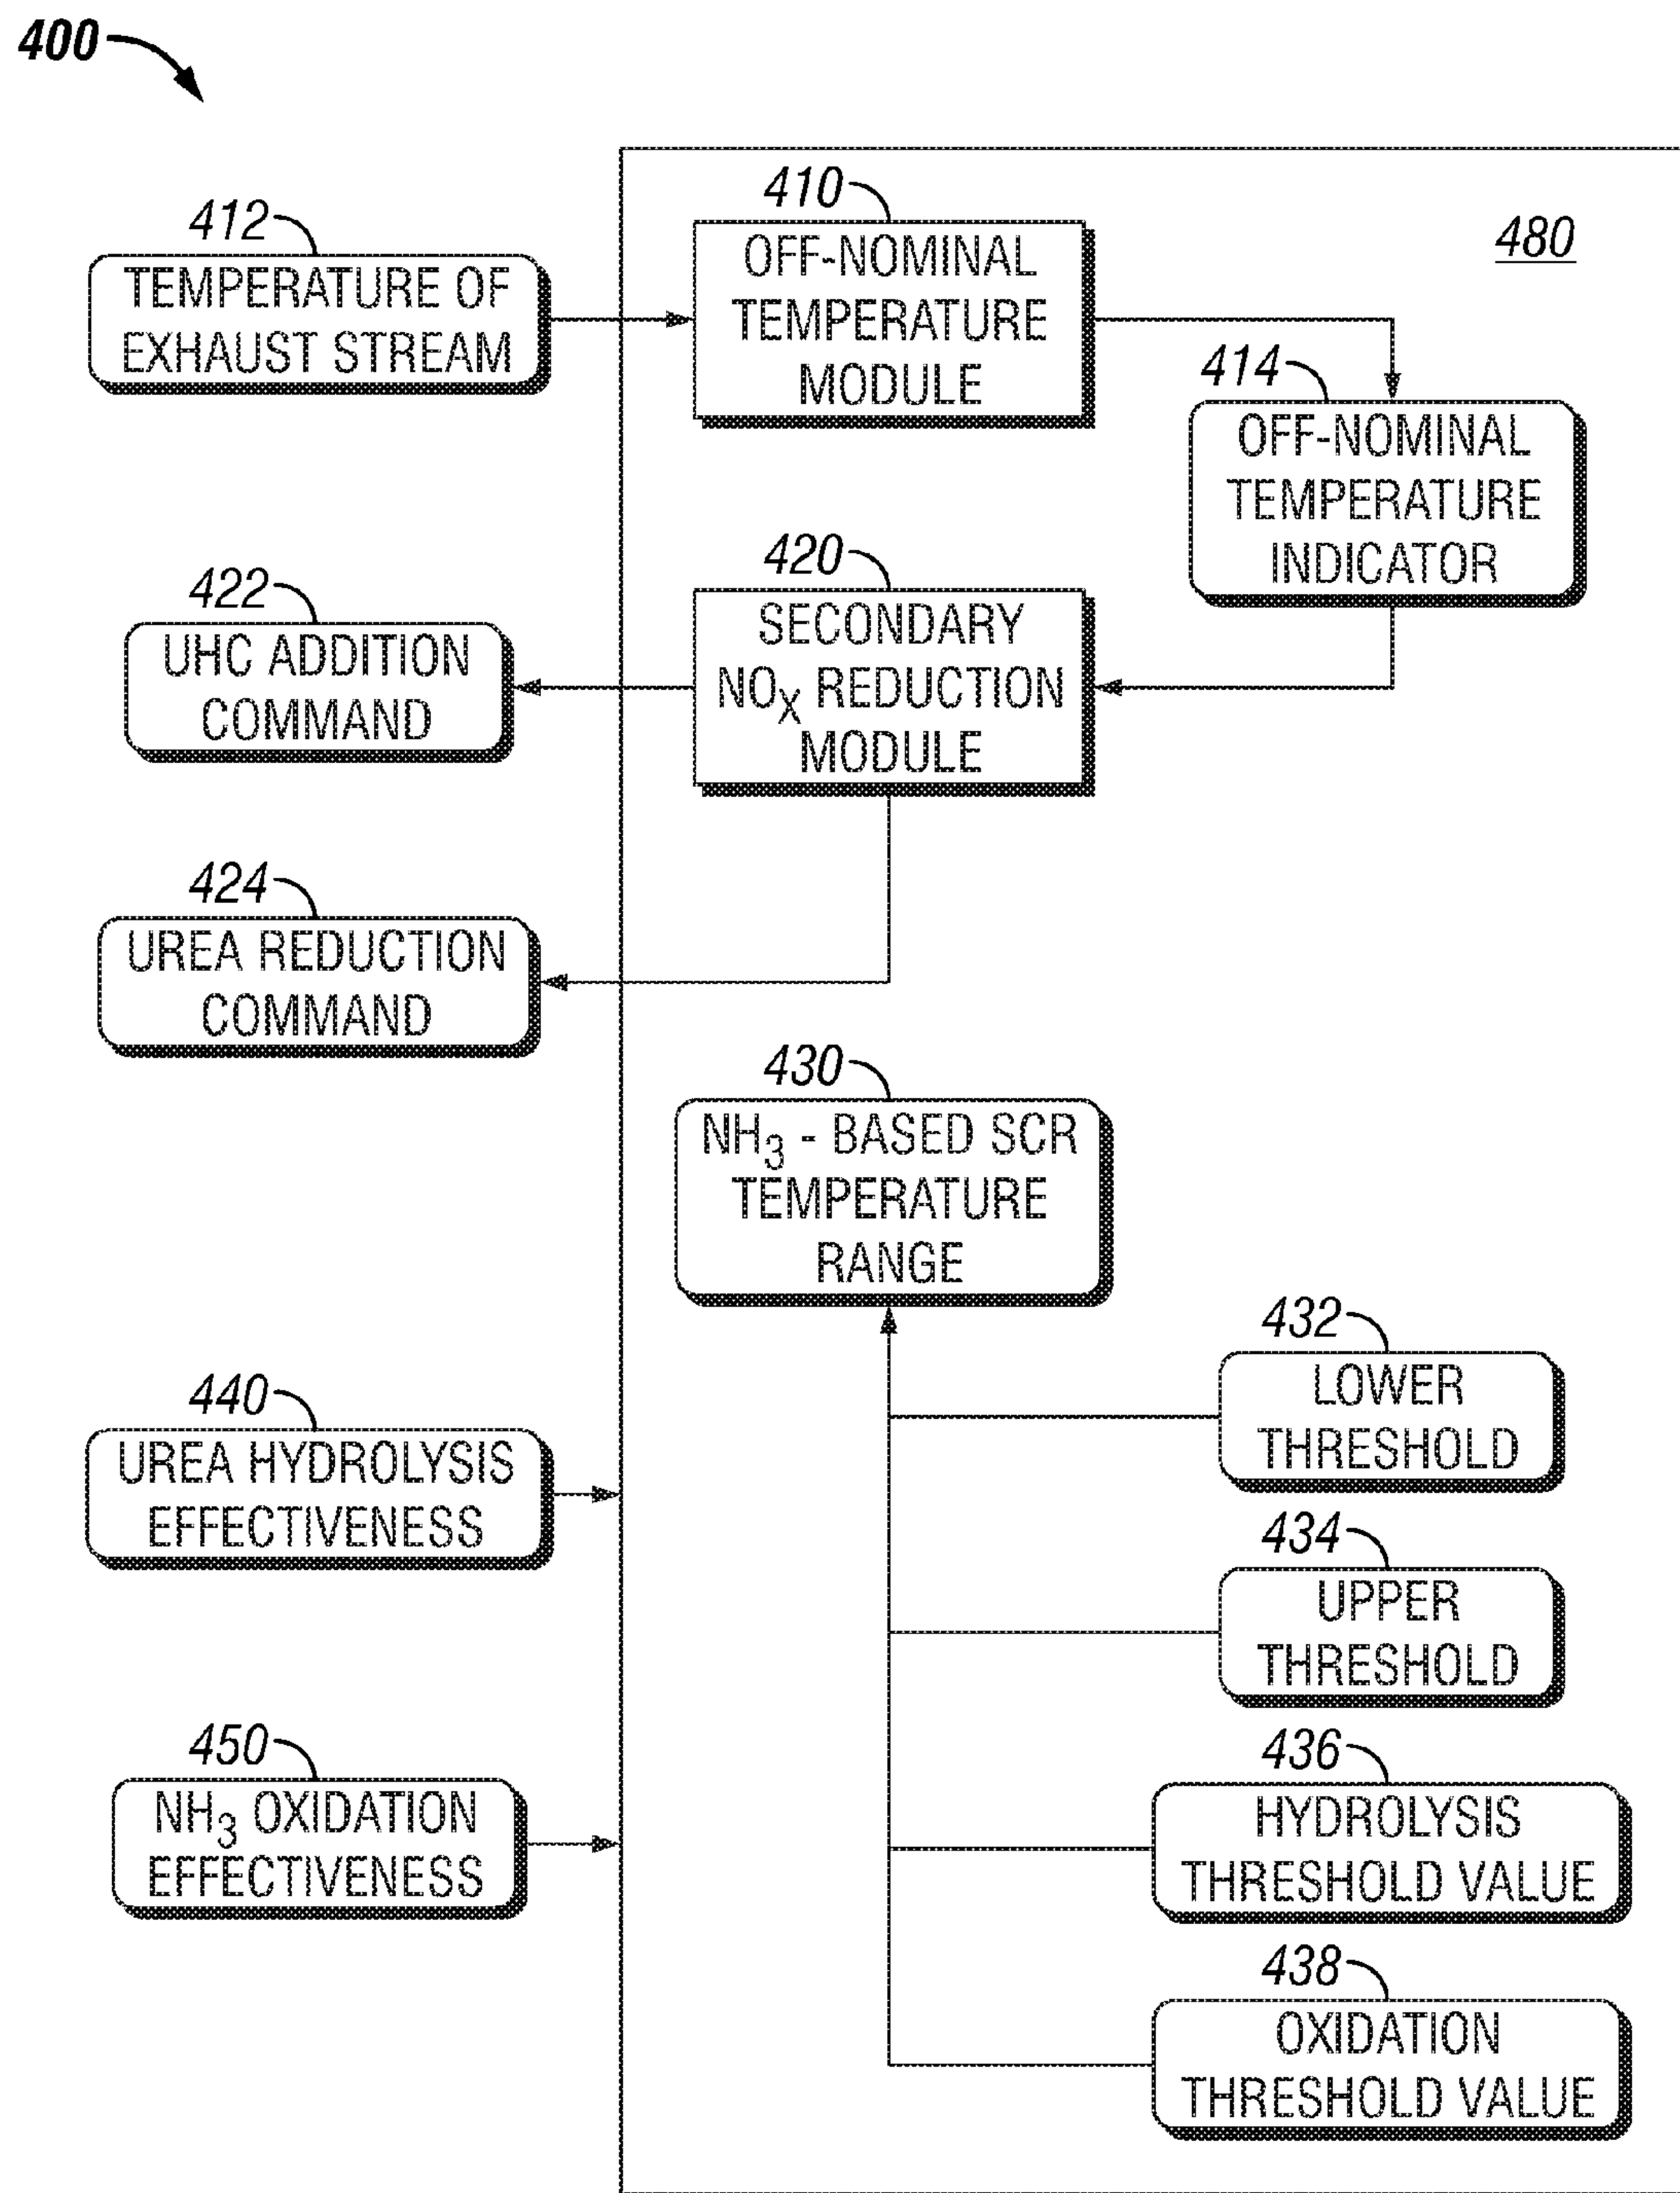 400
480
412
TEMPERATURE OF
EXHAUST STREAM
410
OFF-NOMINAL
TEMPERATURE
MODULE
414
OFF-NOMINAL
TEMPERATURE
INDICATOR
422
UHC ADDITION
COMMAND
420
SECONDARY
NOX REDUCTION
MODULE
424
UREA REDUCTION
COMMAND
430
NH3 - BASED SCR
TEMPERATURE
RANGE
432
LOWER
THRESHOLD
440
UREA HYDROLYSIS
EFFECTIVENESS
434
UPPER
THRESHOLD
450
NH3 OXIDATION
EFFECTIVENESS
436
HYDROLYSIS
THRESHOLD VALUE
438
OXIDATION
THRESHOLD VALUE